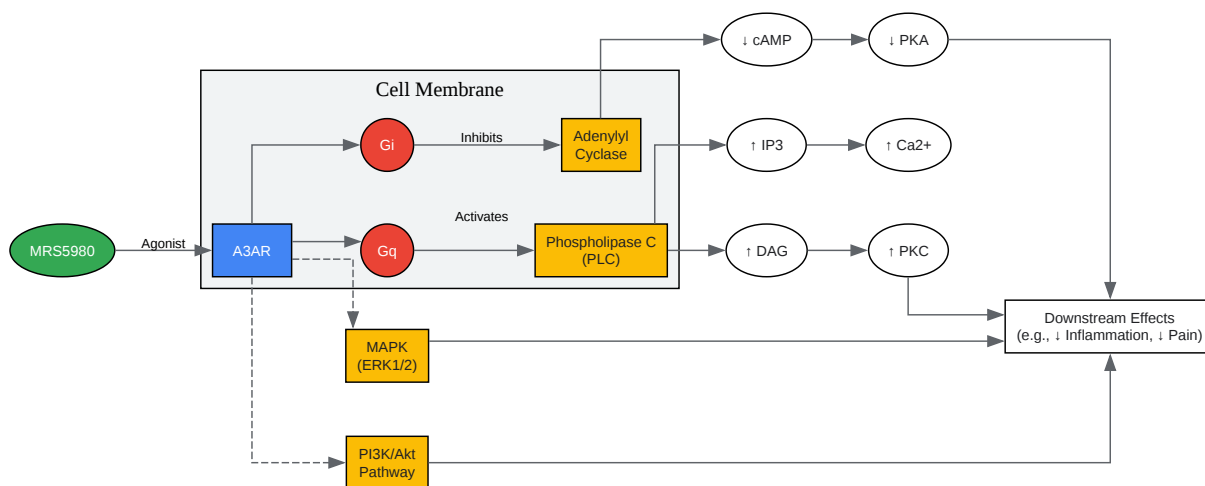 ↓ cAMP
↓ PKA
Cell Membrane
Gi
Inhibits
Adenylyl
Cyclase
↑ IP3
↑ Ca2+
MRS5980
Agonist
A3AR
Gq
Activates
Phospholipase C
(PLC)
↑ DAG
↑ PKC
Downstream Effects
(e.g., ↓ Inflammation, ↓ Pain)
MAPK
(ERK1/2)
PI3K/Akt
Pathway